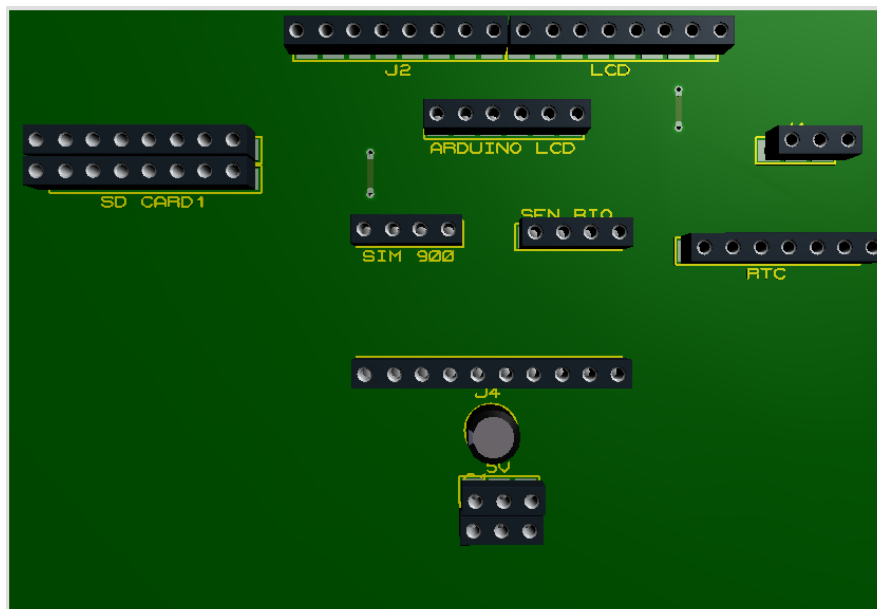 J2
LCD
ARDUINO LCD
SD CARD1
SEN BIO
SIM 900
RTC
J4
5V